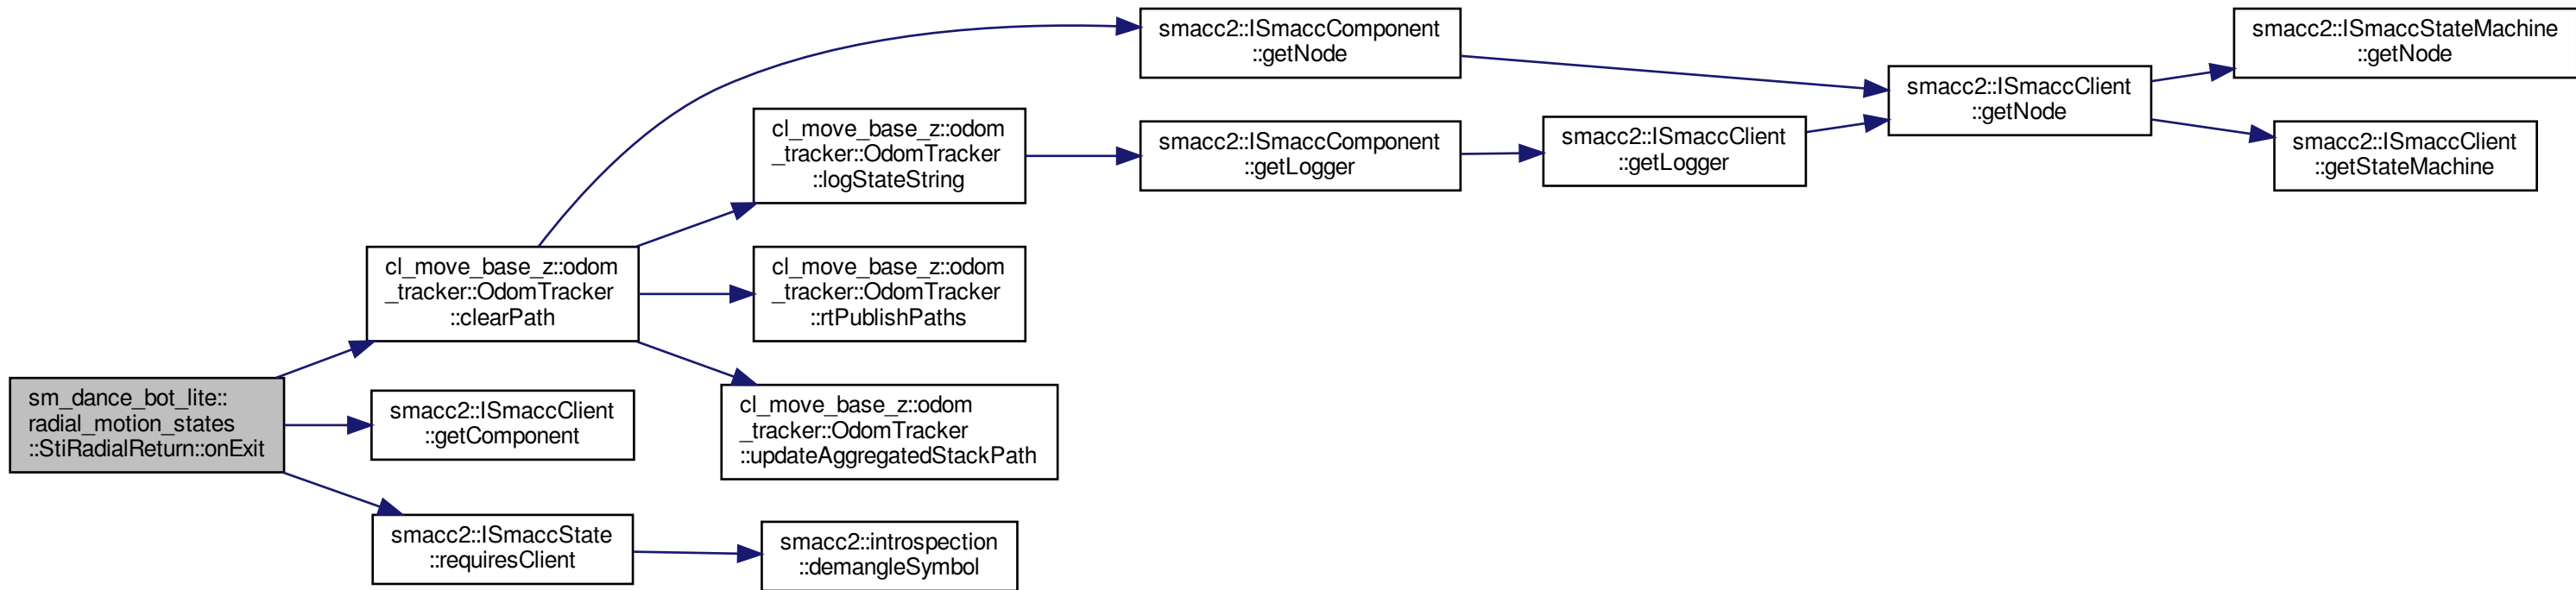 sm_dance_bot_lite::
radial_motion_states
::StiRadialReturn::onExit
cl_move_base_z::odom
_tracker::OdomTracker
::clearPath
smacc2::ISmaccClient
::getComponent
smacc2::ISmaccState
::requiresClient
smacc2::ISmaccComponent
::getNode
cl_move_base_z::odom
_tracker::OdomTracker
::logStateString
cl_move_base_z::odom
_tracker::OdomTracker
::rtPublishPaths
cl_move_base_z::odom
_tracker::OdomTracker
::updateAggregatedStackPath
smacc2::introspection
::demangleSymbol
smacc2::ISmaccComponent
::getLogger
smacc2::ISmaccClient
::getLogger
smacc2::ISmaccClient
::getNode
smacc2::ISmaccStateMachine
::getNode
smacc2::ISmaccClient
::getStateMachine